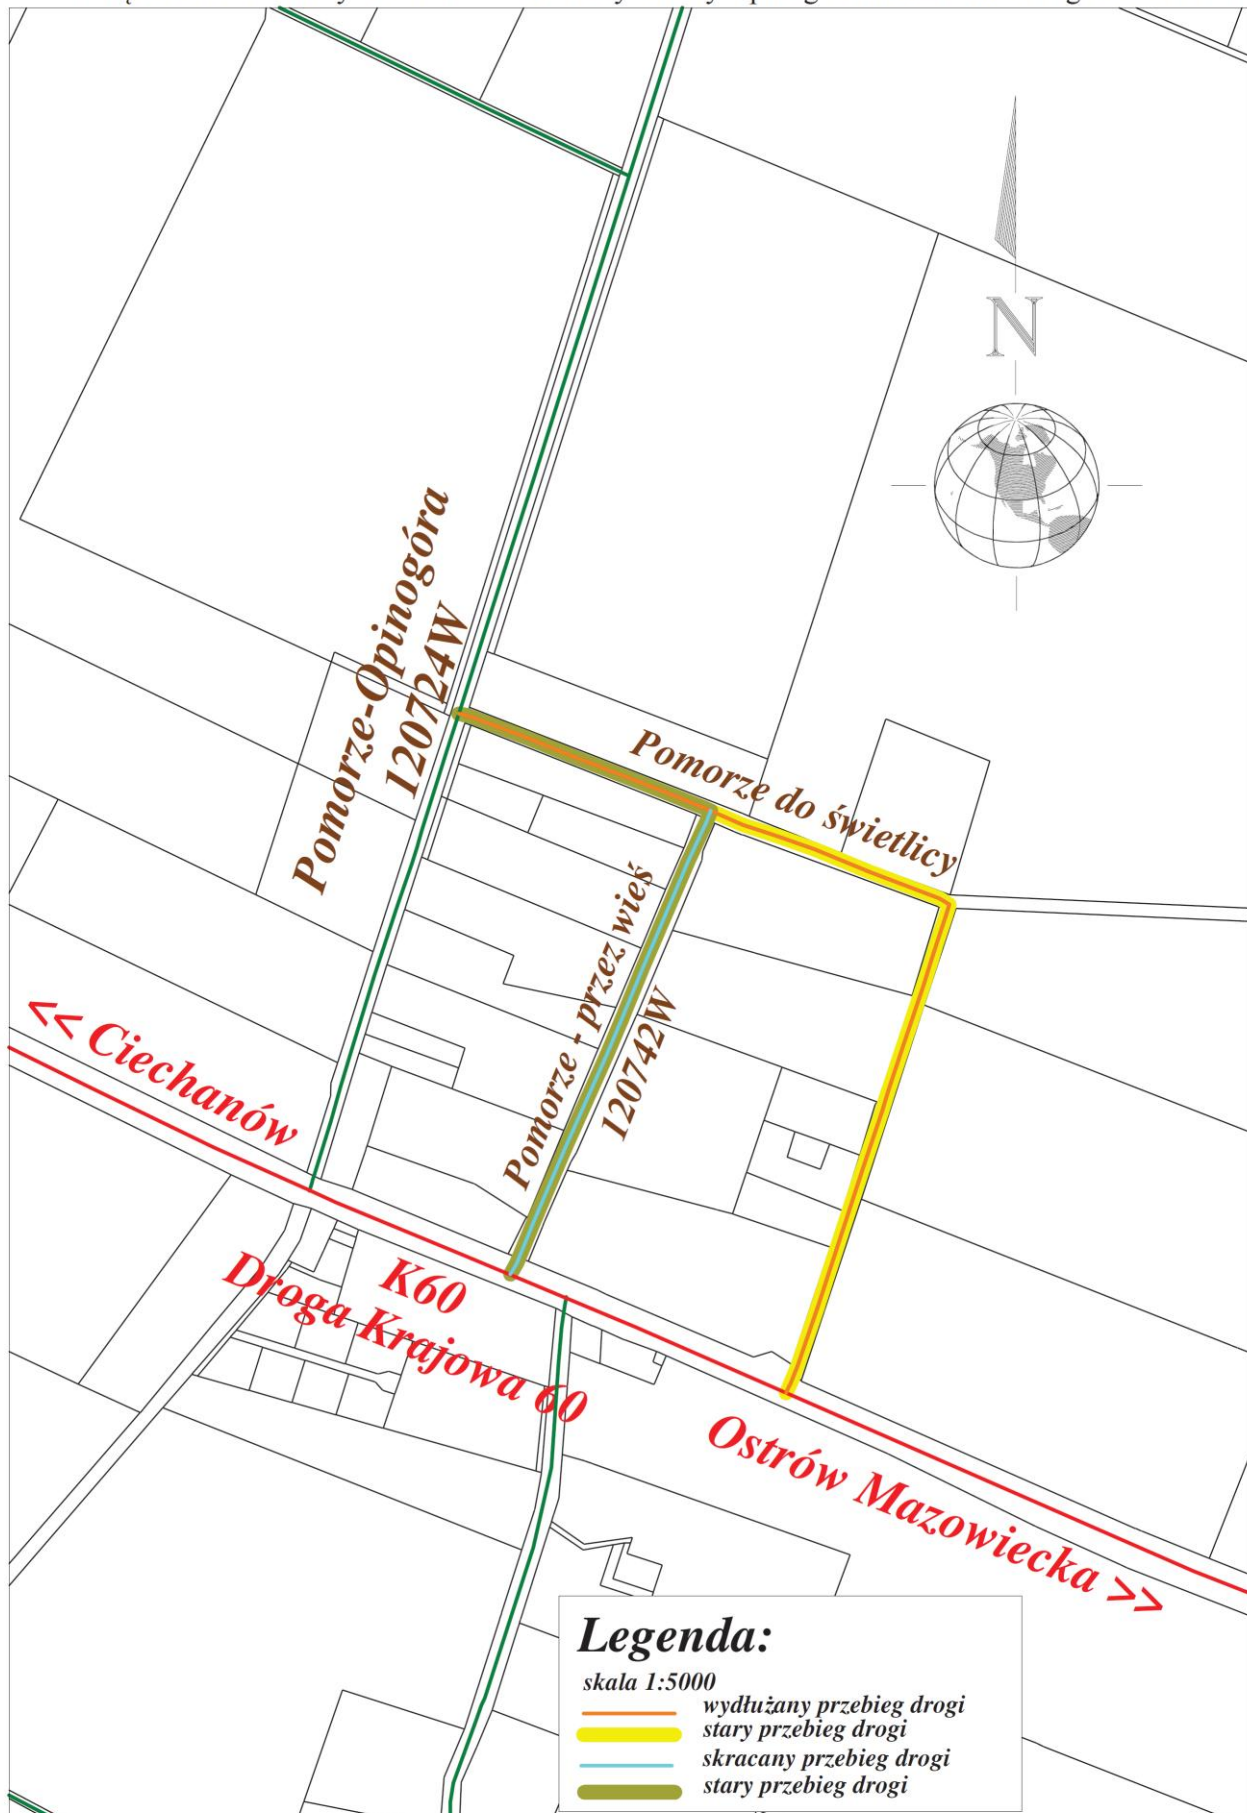 N
Pomorze-Opinogóra
120724W
Pomorze do świetlicy
Pomorze - przez wieś
120742W
<< Ciechanów
K60
Droga Krajowa 60
Ostrów Mazowiecka >>
Legenda:
skala 1:5000
wydłużany przebieg drogi
stary przebieg drogi
skracany przebieg drogi
stary przebieg drogi